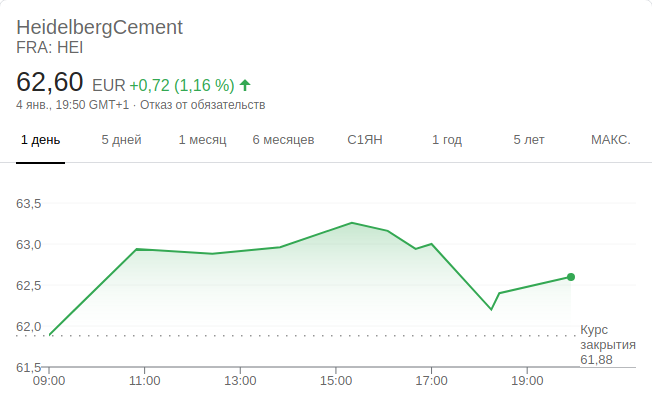 HeidelbergCement
FRA: HEI
62,60 EUR +0,72 (1,16 %)
4 янв., 19:50 GMT+1 · Отказ от обязательств
1 день 5 дней 1 месяц 6 месяцев С1ЯН 1 год 5 лет МАКС.
63,5
63,0
62,5
62,0
Курс
закрытия
61,88
61,5
09:00 11:00 13:00 15:00 17:00 19:00